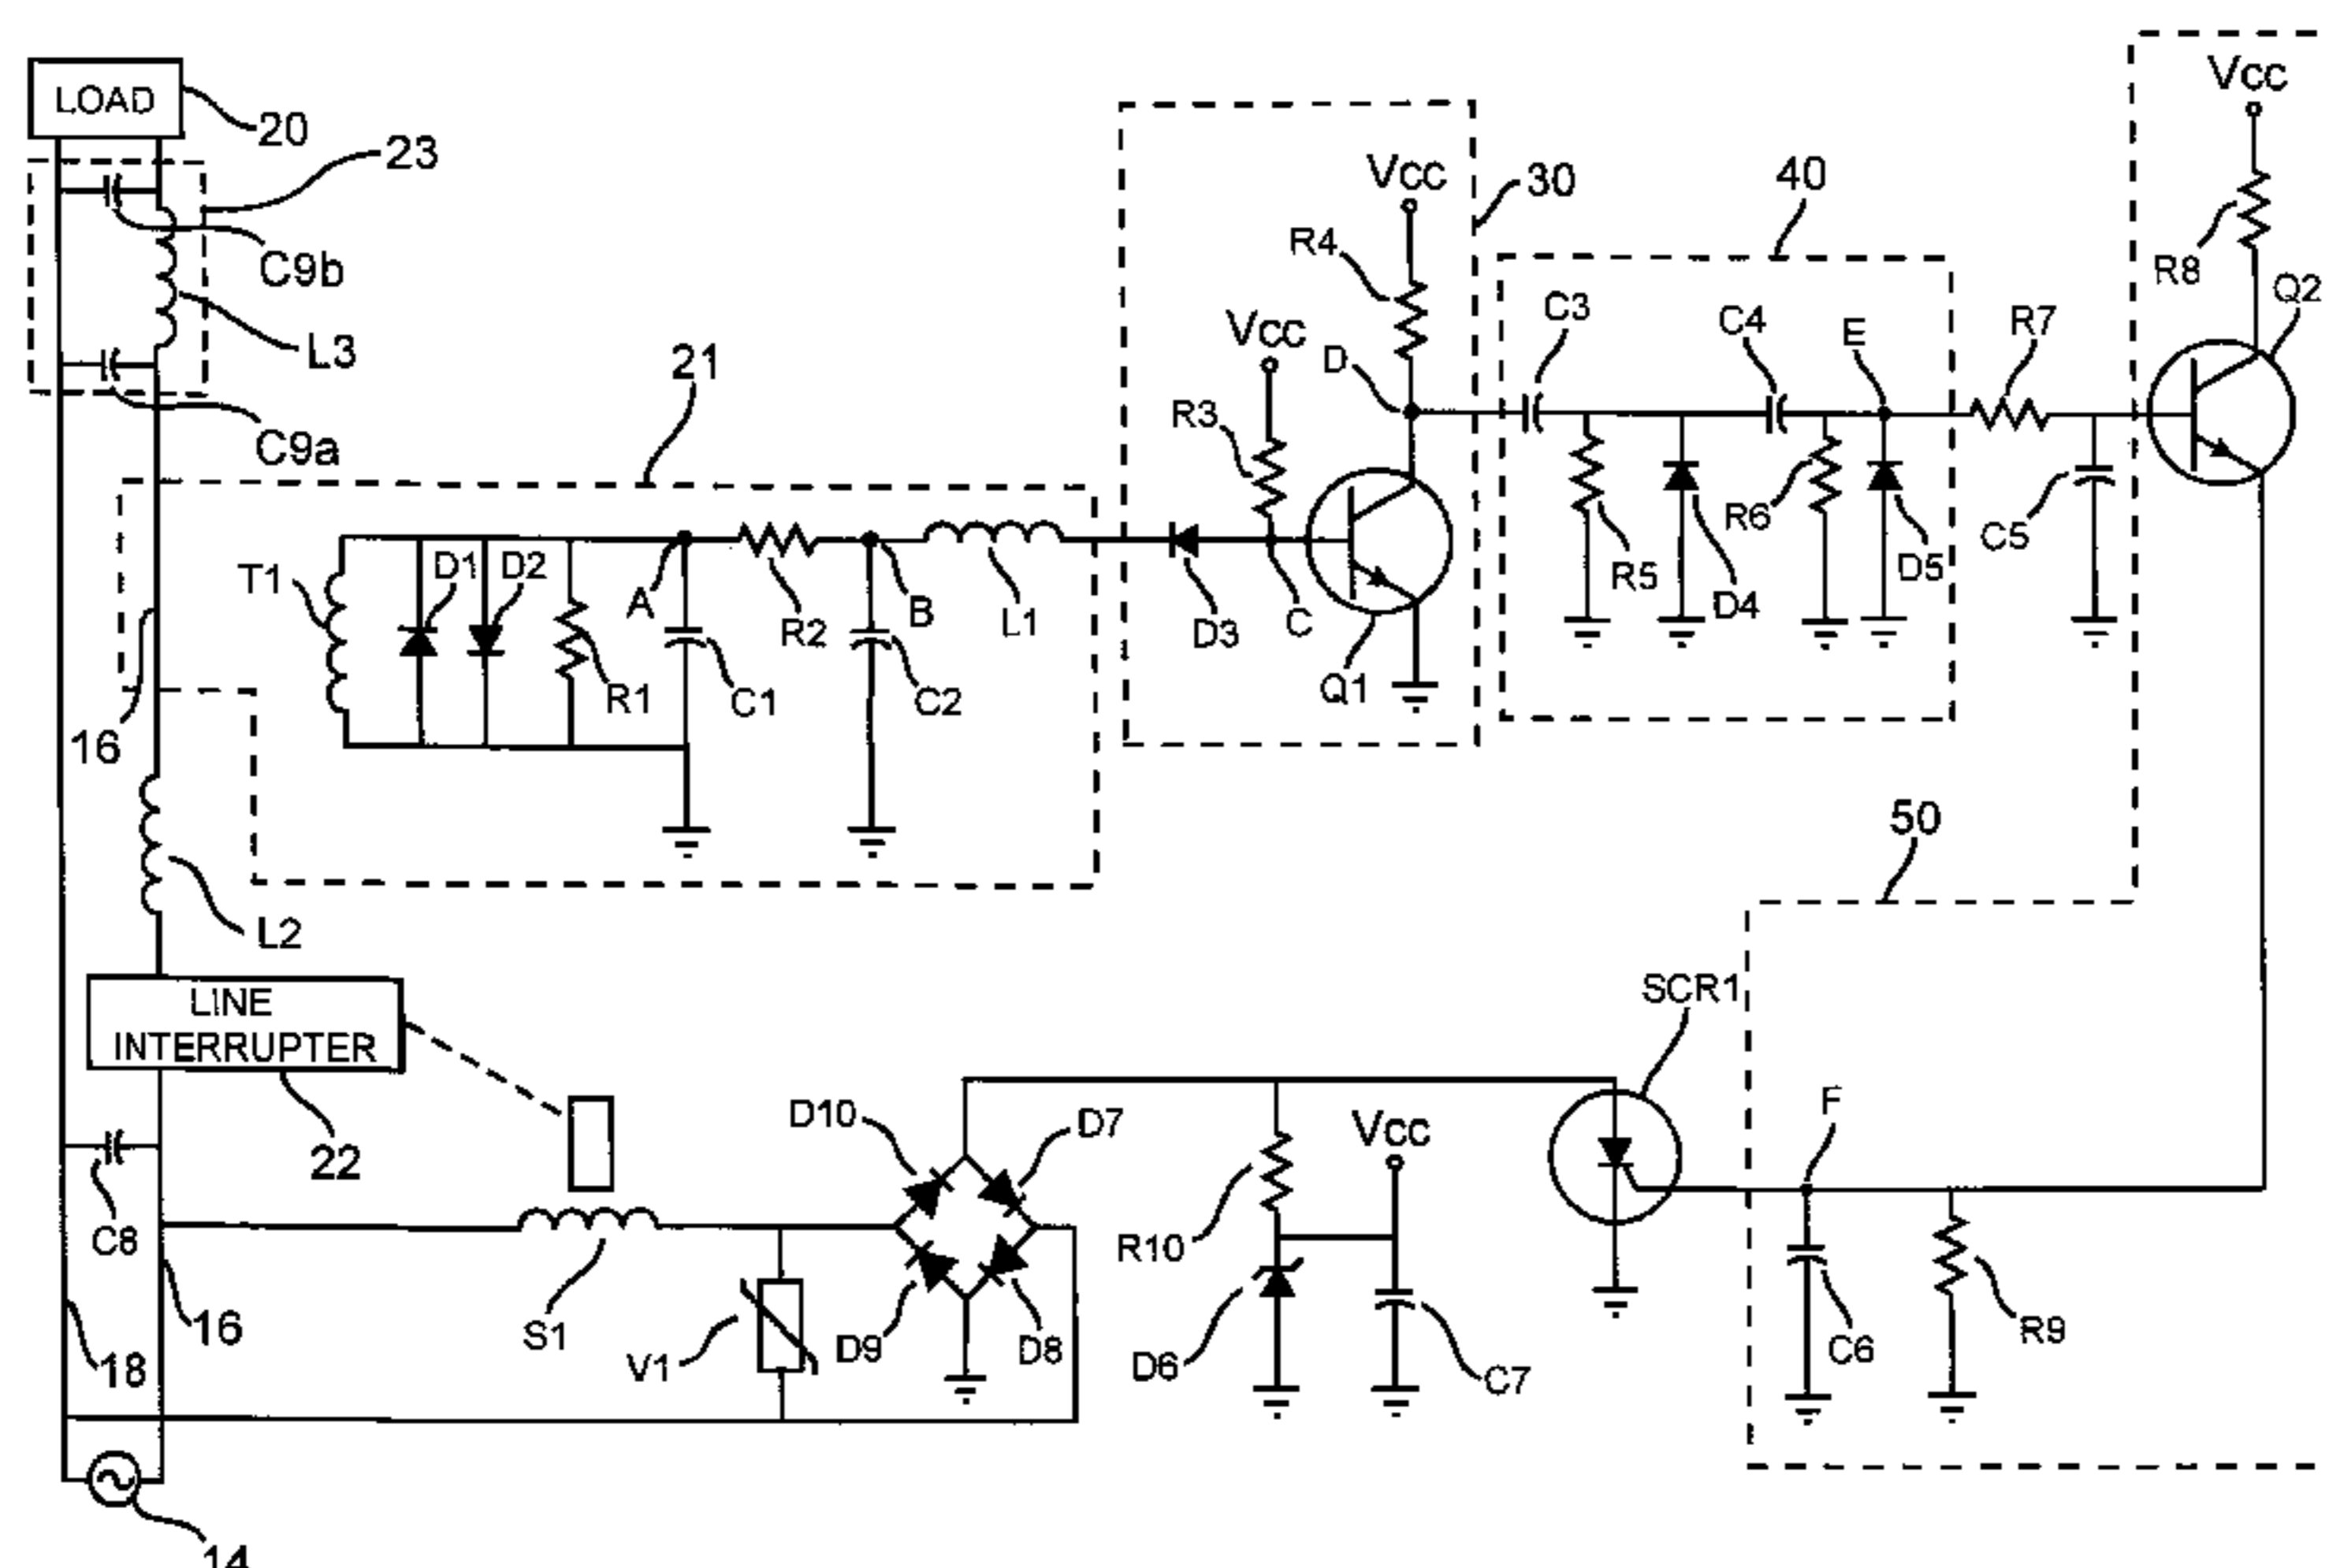 LOAD
20
23
C9b
L3
C9a
21
T1
D1
D2
R1
A
C1
R2
B
C2
L1
16
L2
LINE
INTERRUPTER
22
C8
16
18
14
S1
V1
D10
D7
D9
D8
R10
D6
Vcc
C7
SCR1
30
Vcc
R4
D
Vcc
R3
D3
C
Q1
40
C3
R5
D4
C4
R6
E
D5
R7
C5
Vcc
R8
Q2
50
F
C6
R9